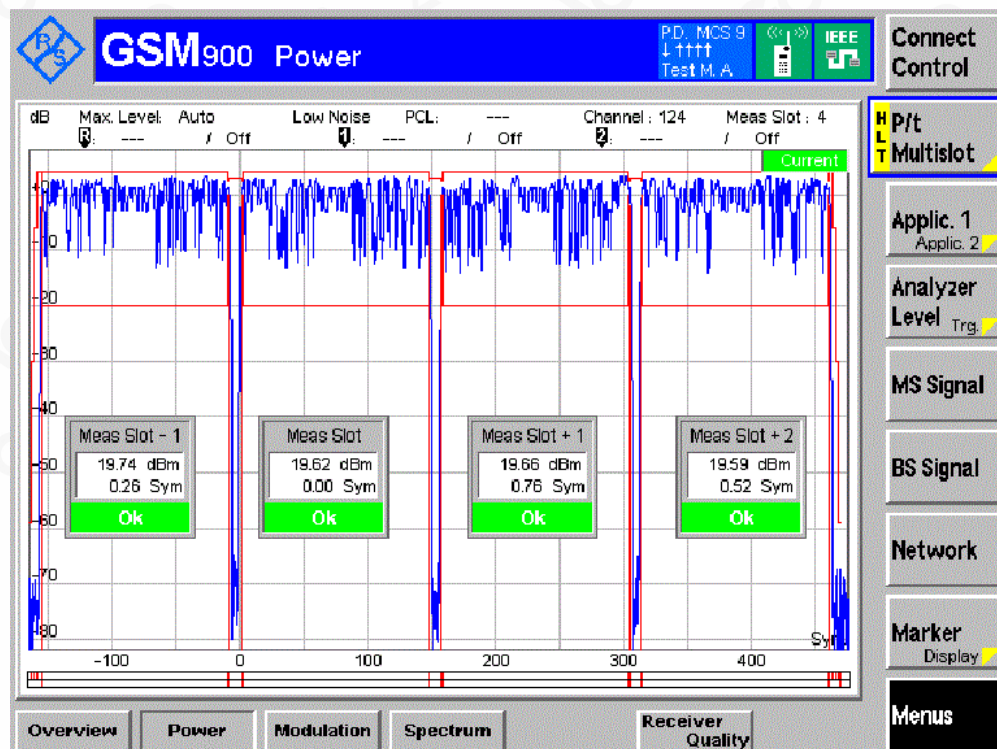 R/S
GSM900 Power
P.D. MCS 9
↓ ↑↑↑↑
Test M. A
IEEE
Connect Control
dB Max. Level: Auto Low Noise PCL: --- Channel : 124 Meas Slot : 4
R: --- / Off 1: --- / Off 2: --- / Off
Current
HLT
P/t Multislot
+0
Applic. 1
Applic. 2
-10
Analyzer Level Trg.
-20
-30
MS Signal
-40
Meas Slot - 1
19.74 dBm
0.26 Sym
Ok
Meas Slot
19.62 dBm
0.00 Sym
Ok
Meas Slot + 1
19.66 dBm
0.76 Sym
Ok
Meas Slot + 2
19.59 dBm
0.52 Sym
Ok
-50
BS Signal
-60
Network
-70
-80
Sym
Marker
Display
-100 0 100 200 300 400
Overview Power Modulation Spectrum Receiver Quality
Menus